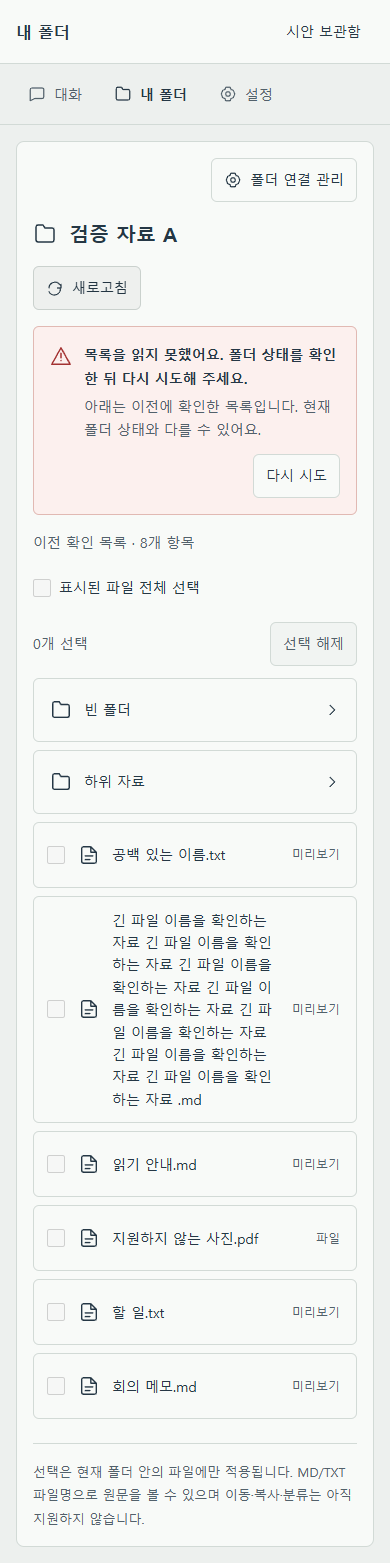 내 폴더
시안 보관함
대화
내 폴더
설정
폴더 연결 관리
검증 자료 A
새로고침
목록을 읽지 못했어요. 폴더 상태를 확인
한 뒤 다시 시도해 주세요.
아래는 이전에 확인한 목록입니다. 현재
폴더 상태와 다를 수 있어요.
다시 시도
이전 확인 목록 · 8개 항목
표시된 파일 전체 선택
0개 선택
선택 해제
빈 폴더
하위 자료
공백 있는 이름.txt
미리보기
긴 파일 이름을 확인하는
자료 긴 파일 이름을 확인
하는 자료 긴 파일 이름을
확인하는 자료 긴 파일 이
름을 확인하는 자료 긴 파
일 이름을 확인하는 자료
긴 파일 이름을 확인하는
자료 긴 파일 이름을 확인
하는 자료 .md
미리보기
읽기 안내.md
미리보기
지원하지 않는 사진.pdf
파일
할 일.txt
미리보기
회의 메모.md
미리보기
선택은 현재 폴더 안의 파일에만 적용됩니다. MD/TXT
파일명으로 원문을 볼 수 있으며 이동·복사·분류는 아직
지원하지 않습니다.